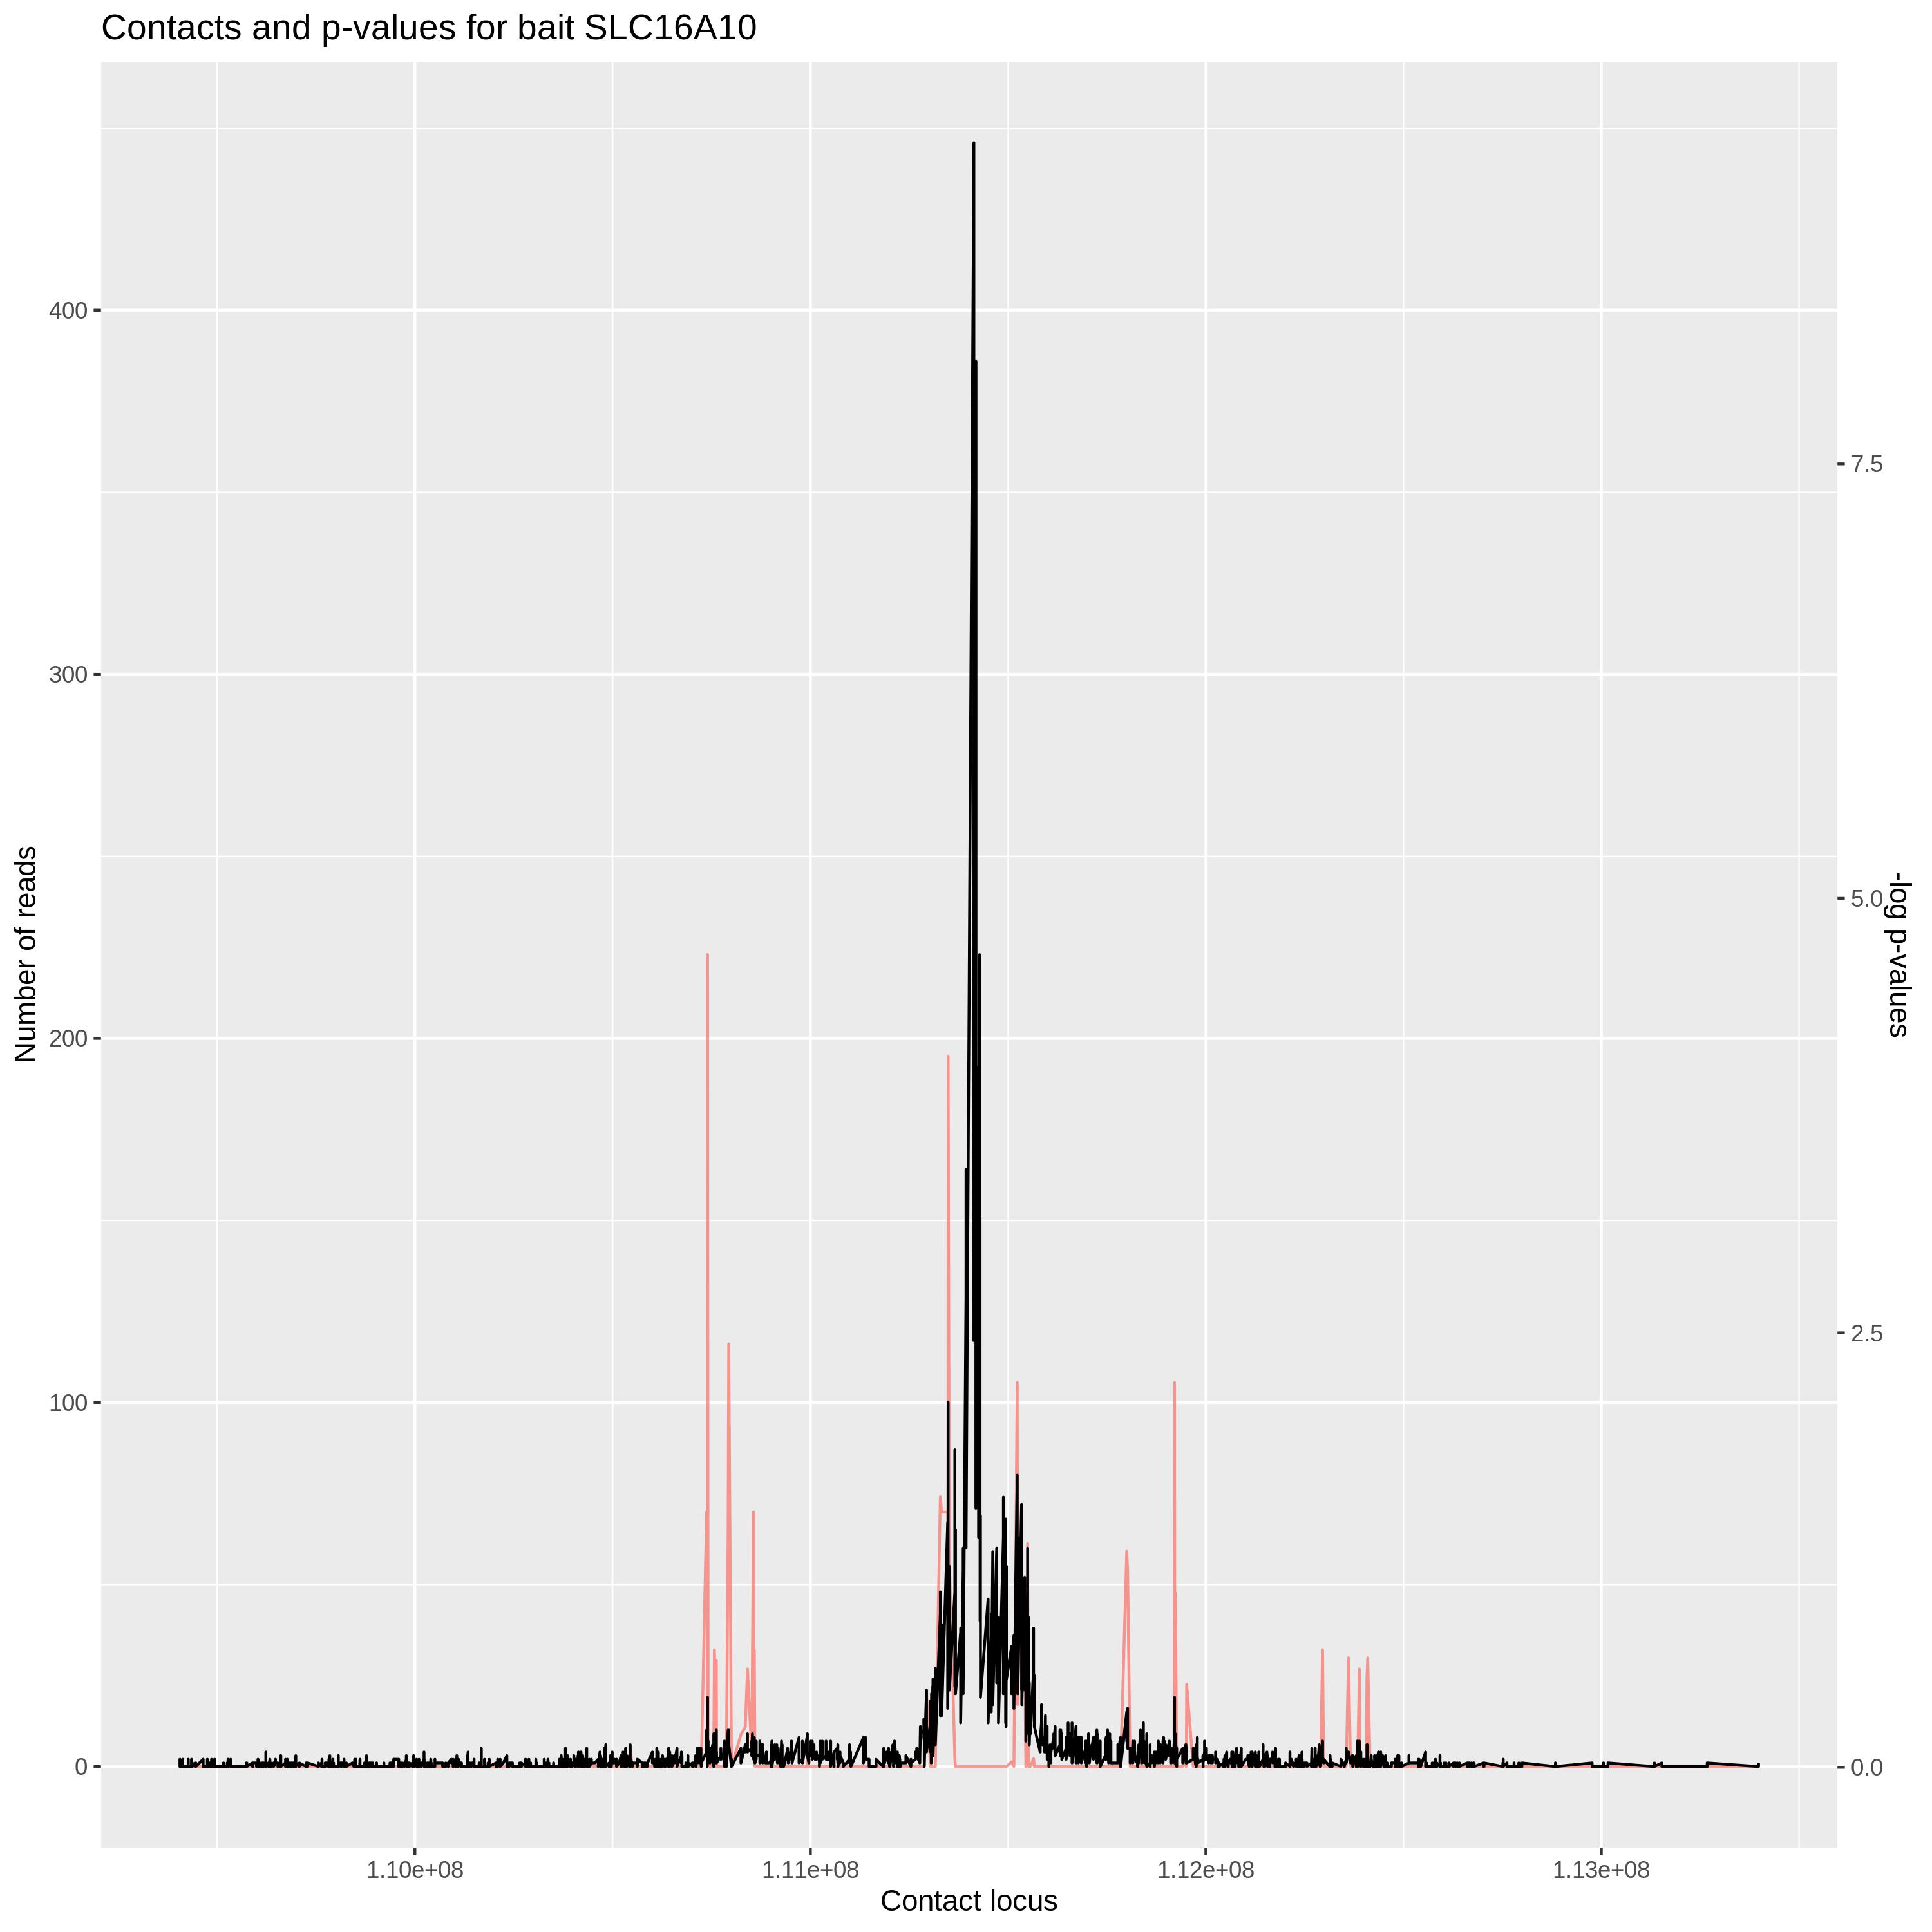 Contacts and p-values for bait SLC16A10
400
300
200
100
0
Number of reads
7.5
5.0
2.5
0.0
-log p-values
1.10e+08
1.11e+08
1.12e+08
1.13e+08
Contact locus